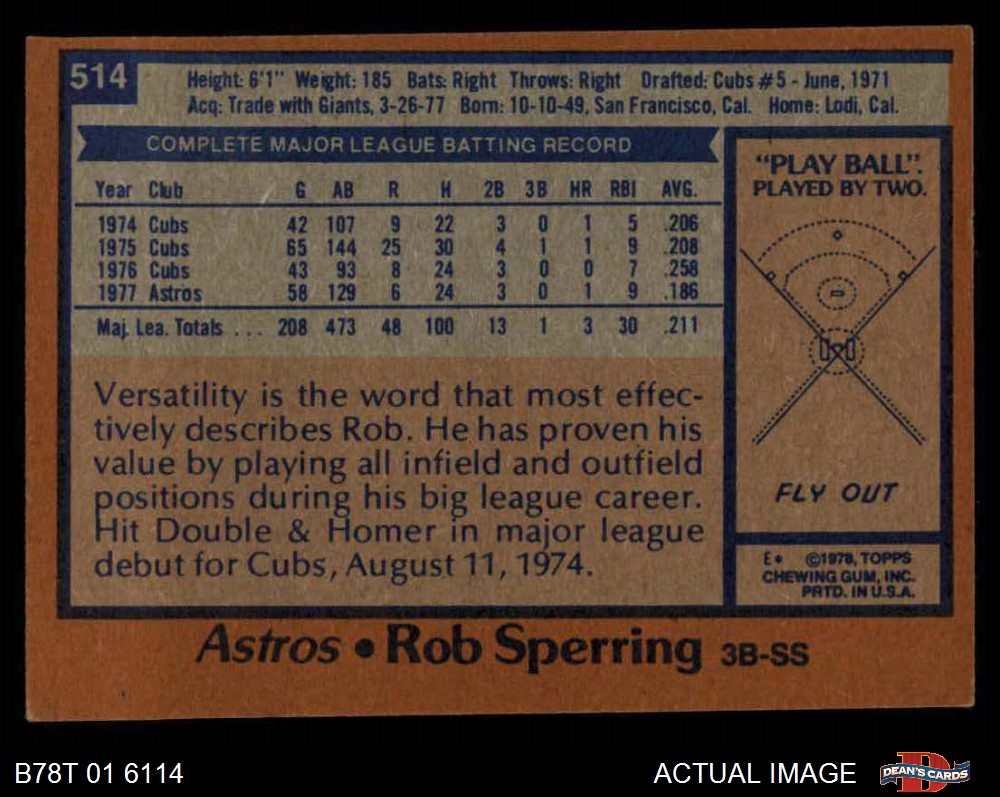 514
Height: 6'1" Weight: 185 Bats: Right Throws: Right Drafted: Cubs #5 - June, 1971
Acq: Trade with Giants, 3-26-77 Born: 10-10-49, San Francisco, Cal. Home: Lodi, Cal.
COMPLETE MAJOR LEAGUE BATTING RECORD
Year Club G AB R H 2B 3B HR RBI AVG.
1974 Cubs 42 107 9 22 3 0 1 5 .206
1975 Cubs 65 144 25 30 4 1 1 9 .208
1976 Cubs 43 93 8 24 3 0 0 7 .258
1977 Astros 58 129 6 24 3 0 1 9 .186
Maj. Lea. Totals ... 208 473 48 100 13 1 3 30 .211
Versatility is the word that most effec-
tively describes Rob. He has proven his
value by playing all infield and outfield
positions during his big league career.
Hit Double & Homer in major league
debut for Cubs, August 11, 1974.
"PLAY BALL".
PLAYED BY TWO.
FLY OUT
E* ©1978, TOPPS
CHEWING GUM, INC.
PRTD. IN U.S.A.
Astros • Rob Sperring 3B-SS
B78T 01 6114
ACTUAL IMAGE
DEAN'S CARDS